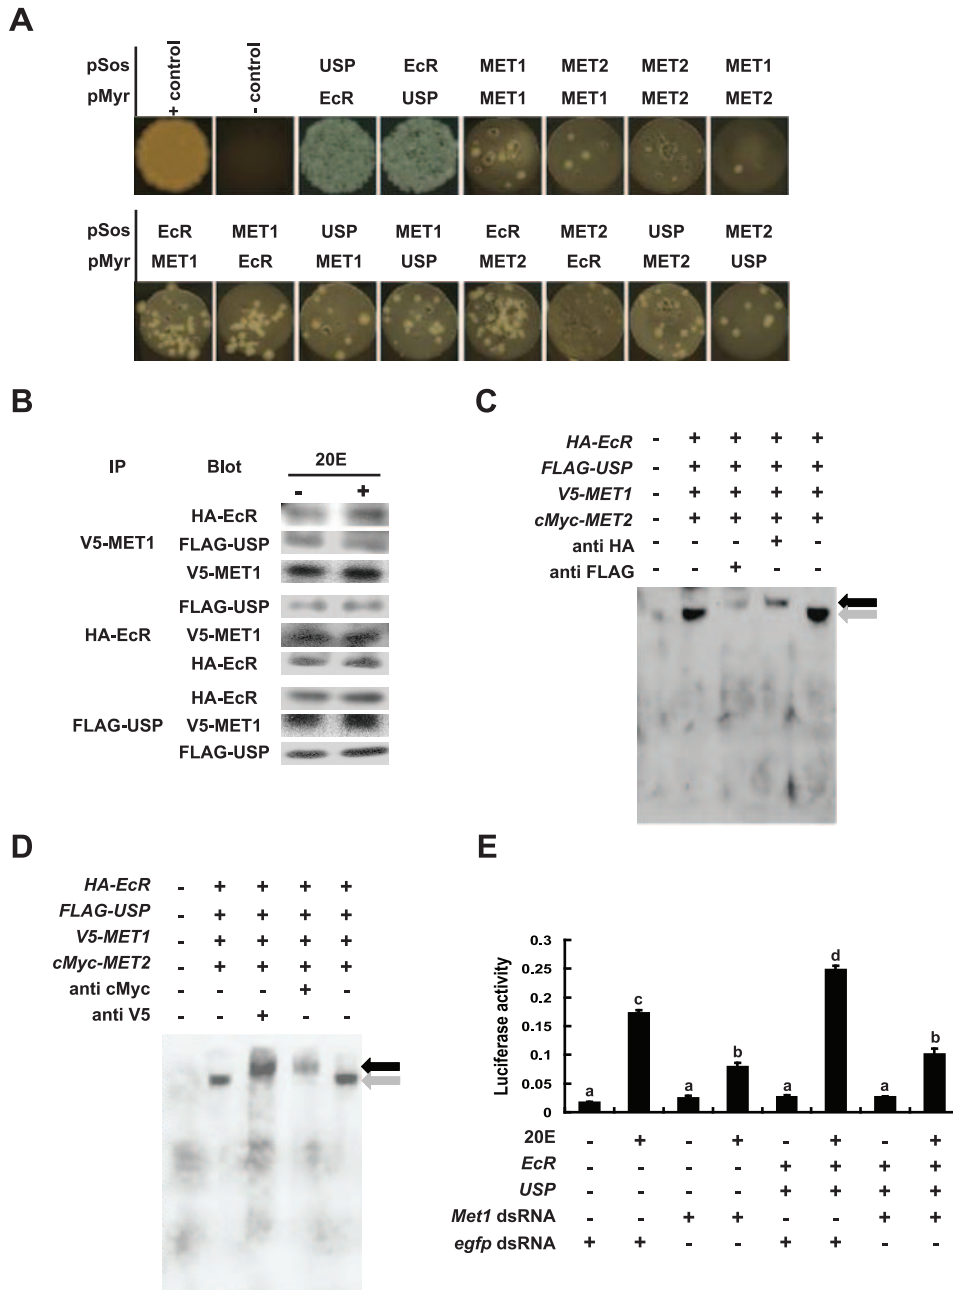 A
+ control
- control
pSos USP EcR MET1 MET2 MET2 MET1
pMyr EcR USP MET1 MET1 MET2 MET2
pSos EcR MET1 USP MET1 EcR MET2 USP MET2
pMyr MET1 EcR MET1 USP MET2 EcR MET2 USP
B
20E
IP Blot
- +
HA-EcR
V5-MET1 FLAG-USP
V5-MET1
FLAG-USP
HA-EcR V5-MET1
HA-EcR
HA-EcR
FLAG-USP V5-MET1
FLAG-USP
C
HA-EcR - + + + +
FLAG-USP - + + + +
V5-MET1 - + + + +
cMyc-MET2 - + + + +
anti HA - - - + -
anti FLAG - - + - -
D
HA-EcR - + + + +
FLAG-USP - + + + +
V5-MET1 - + + + +
cMyc-MET2 - + + + +
anti cMyc - - - + -
anti V5 - - + - -
E
Luciferase activity
0.3
0.25
0.2
0.15
0.1
0.05
0
a c a b a d a b
20E - + - + - + - +
EcR - - - - + + + +
USP - - - - + + + +
Met1 dsRNA - - + + - - + +
egfp dsRNA + + - - + + - -